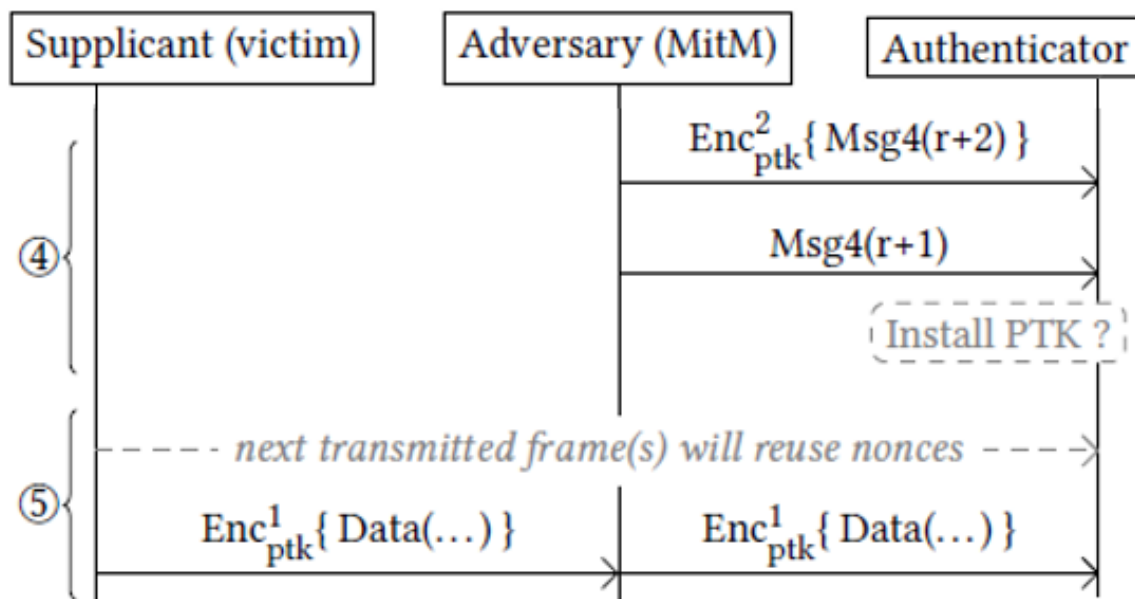 Supplicant (victim) Adversary (MitM) Authenticator
Enc²ptk{ Msg4(r+2) }
④
Msg4(r+1)
Install PTK ?
next transmitted frame(s) will reuse nonces
⑤
Enc¹ptk{ Data(…) } Enc¹ptk{ Data(…) }